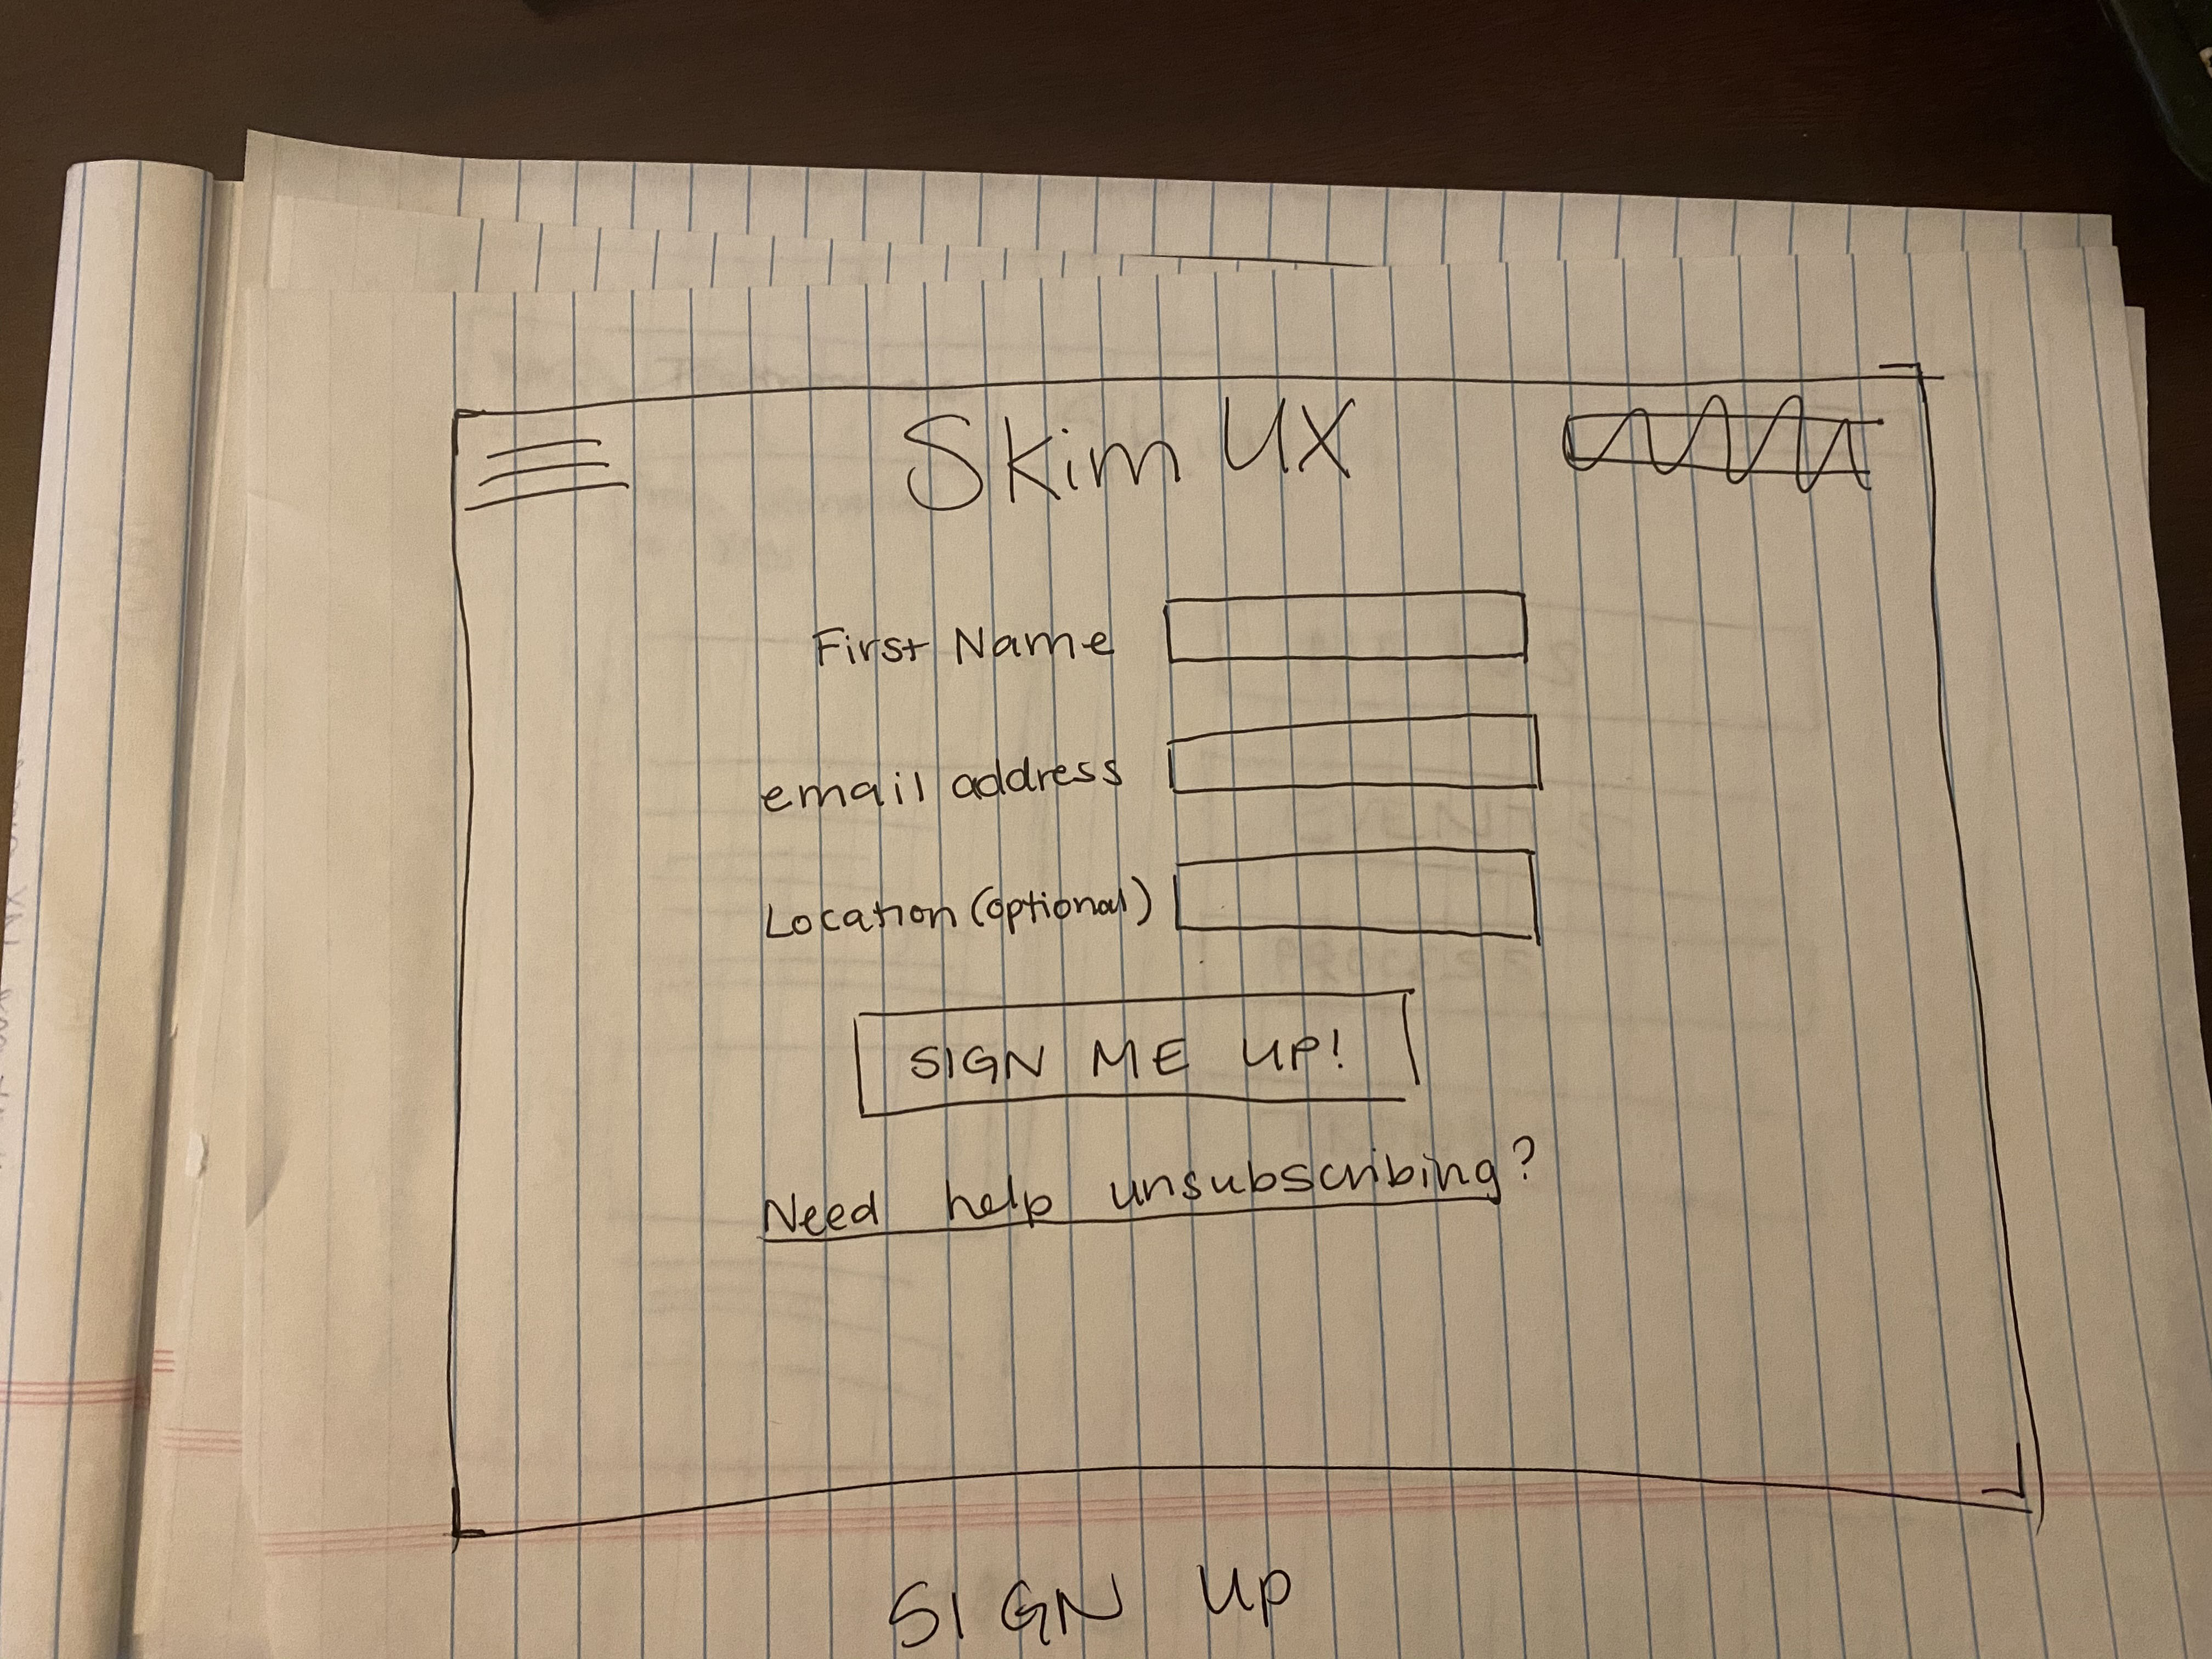 Skim UX
First Name
email address
Location (optional)
SIGN ME UP!
Need help unsubscribing?
SIGN UP